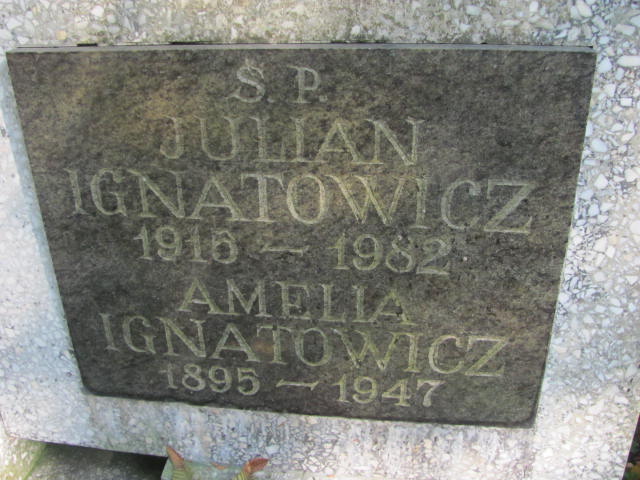 Ś. P.
JULIAN
IGNATOWICZ
1916 — 1982
AMELIA
IGNATOWICZ
1895 — 1947